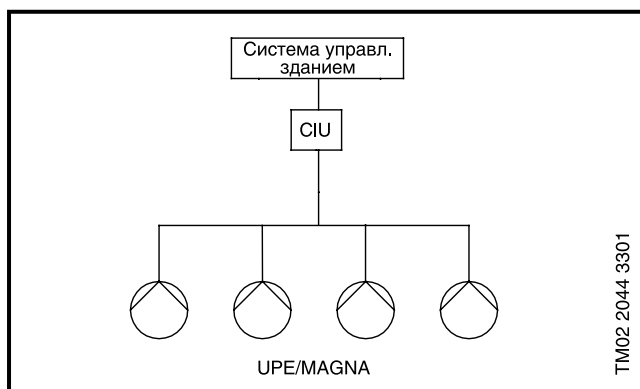 Система управл.
зданием
CIU
UPE/MAGNA
TM02 2044 3301